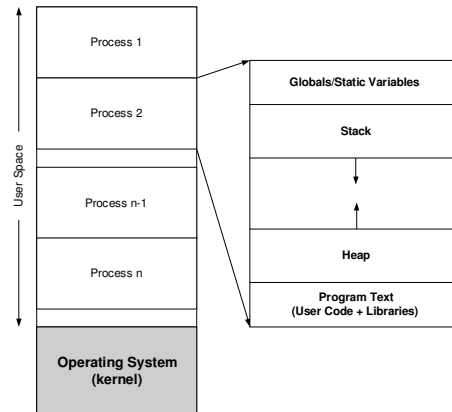 Process 1
Process 2
Process n-1
Process n
User Space
Operating System
(kernel)
Globals/Static Variables
Stack
Heap
Program Text
(User Code + Libraries)